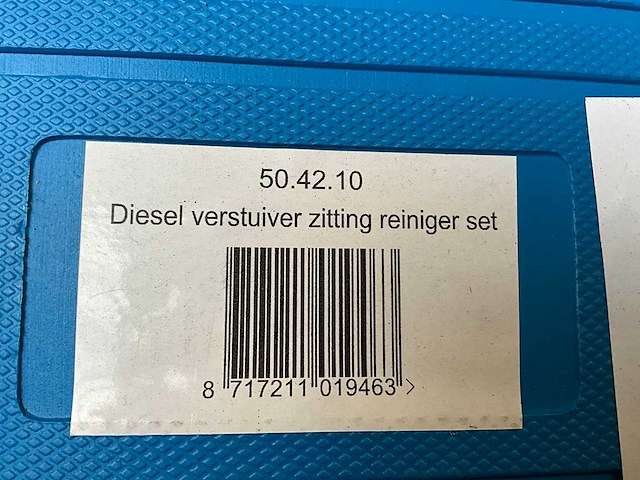 50.42.10
Diesel verstuiver zitting reiniger set
8 717211 019463 >